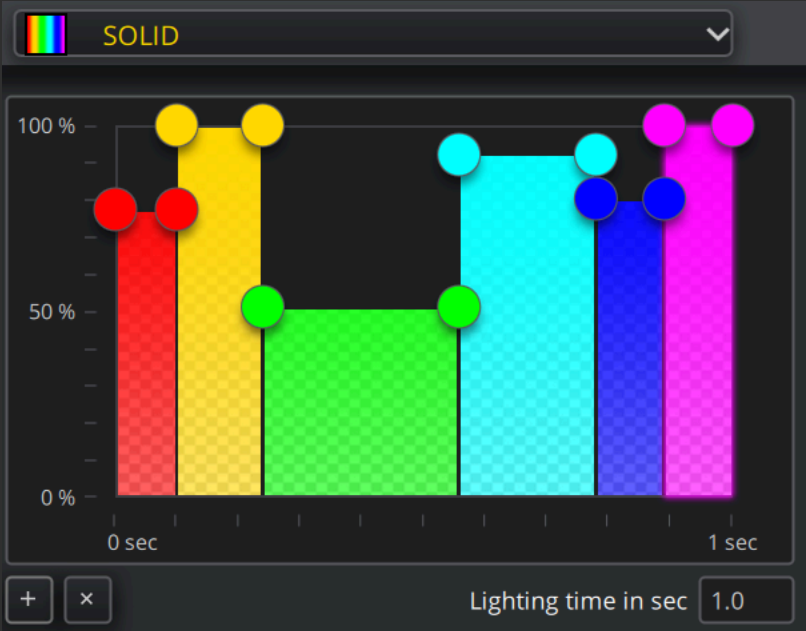 SOLID
100 %
50 %
0 %
0 sec
1 sec
+ × Lighting time in sec 1.0